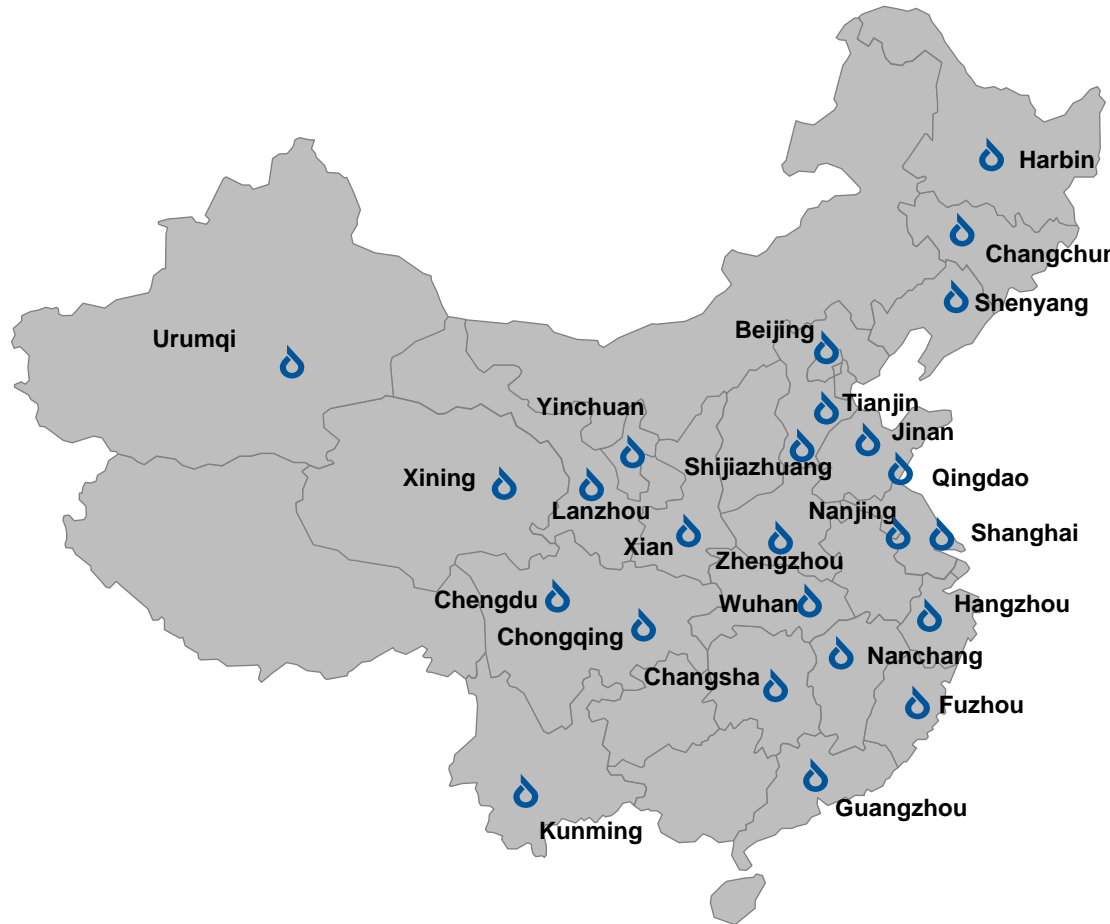 Harbin
Changchun
Shenyang
Beijing
Urumqi
Tianjin
Yinchuan
Jinan
Shijiazhuang
Xining
Qingdao
Lanzhou
Nanjing
Shanghai
Xian
Zhengzhou
Chengdu
Wuhan
Hangzhou
Chongqing
Nanchang
Changsha
Fuzhou
Guangzhou
Kunming